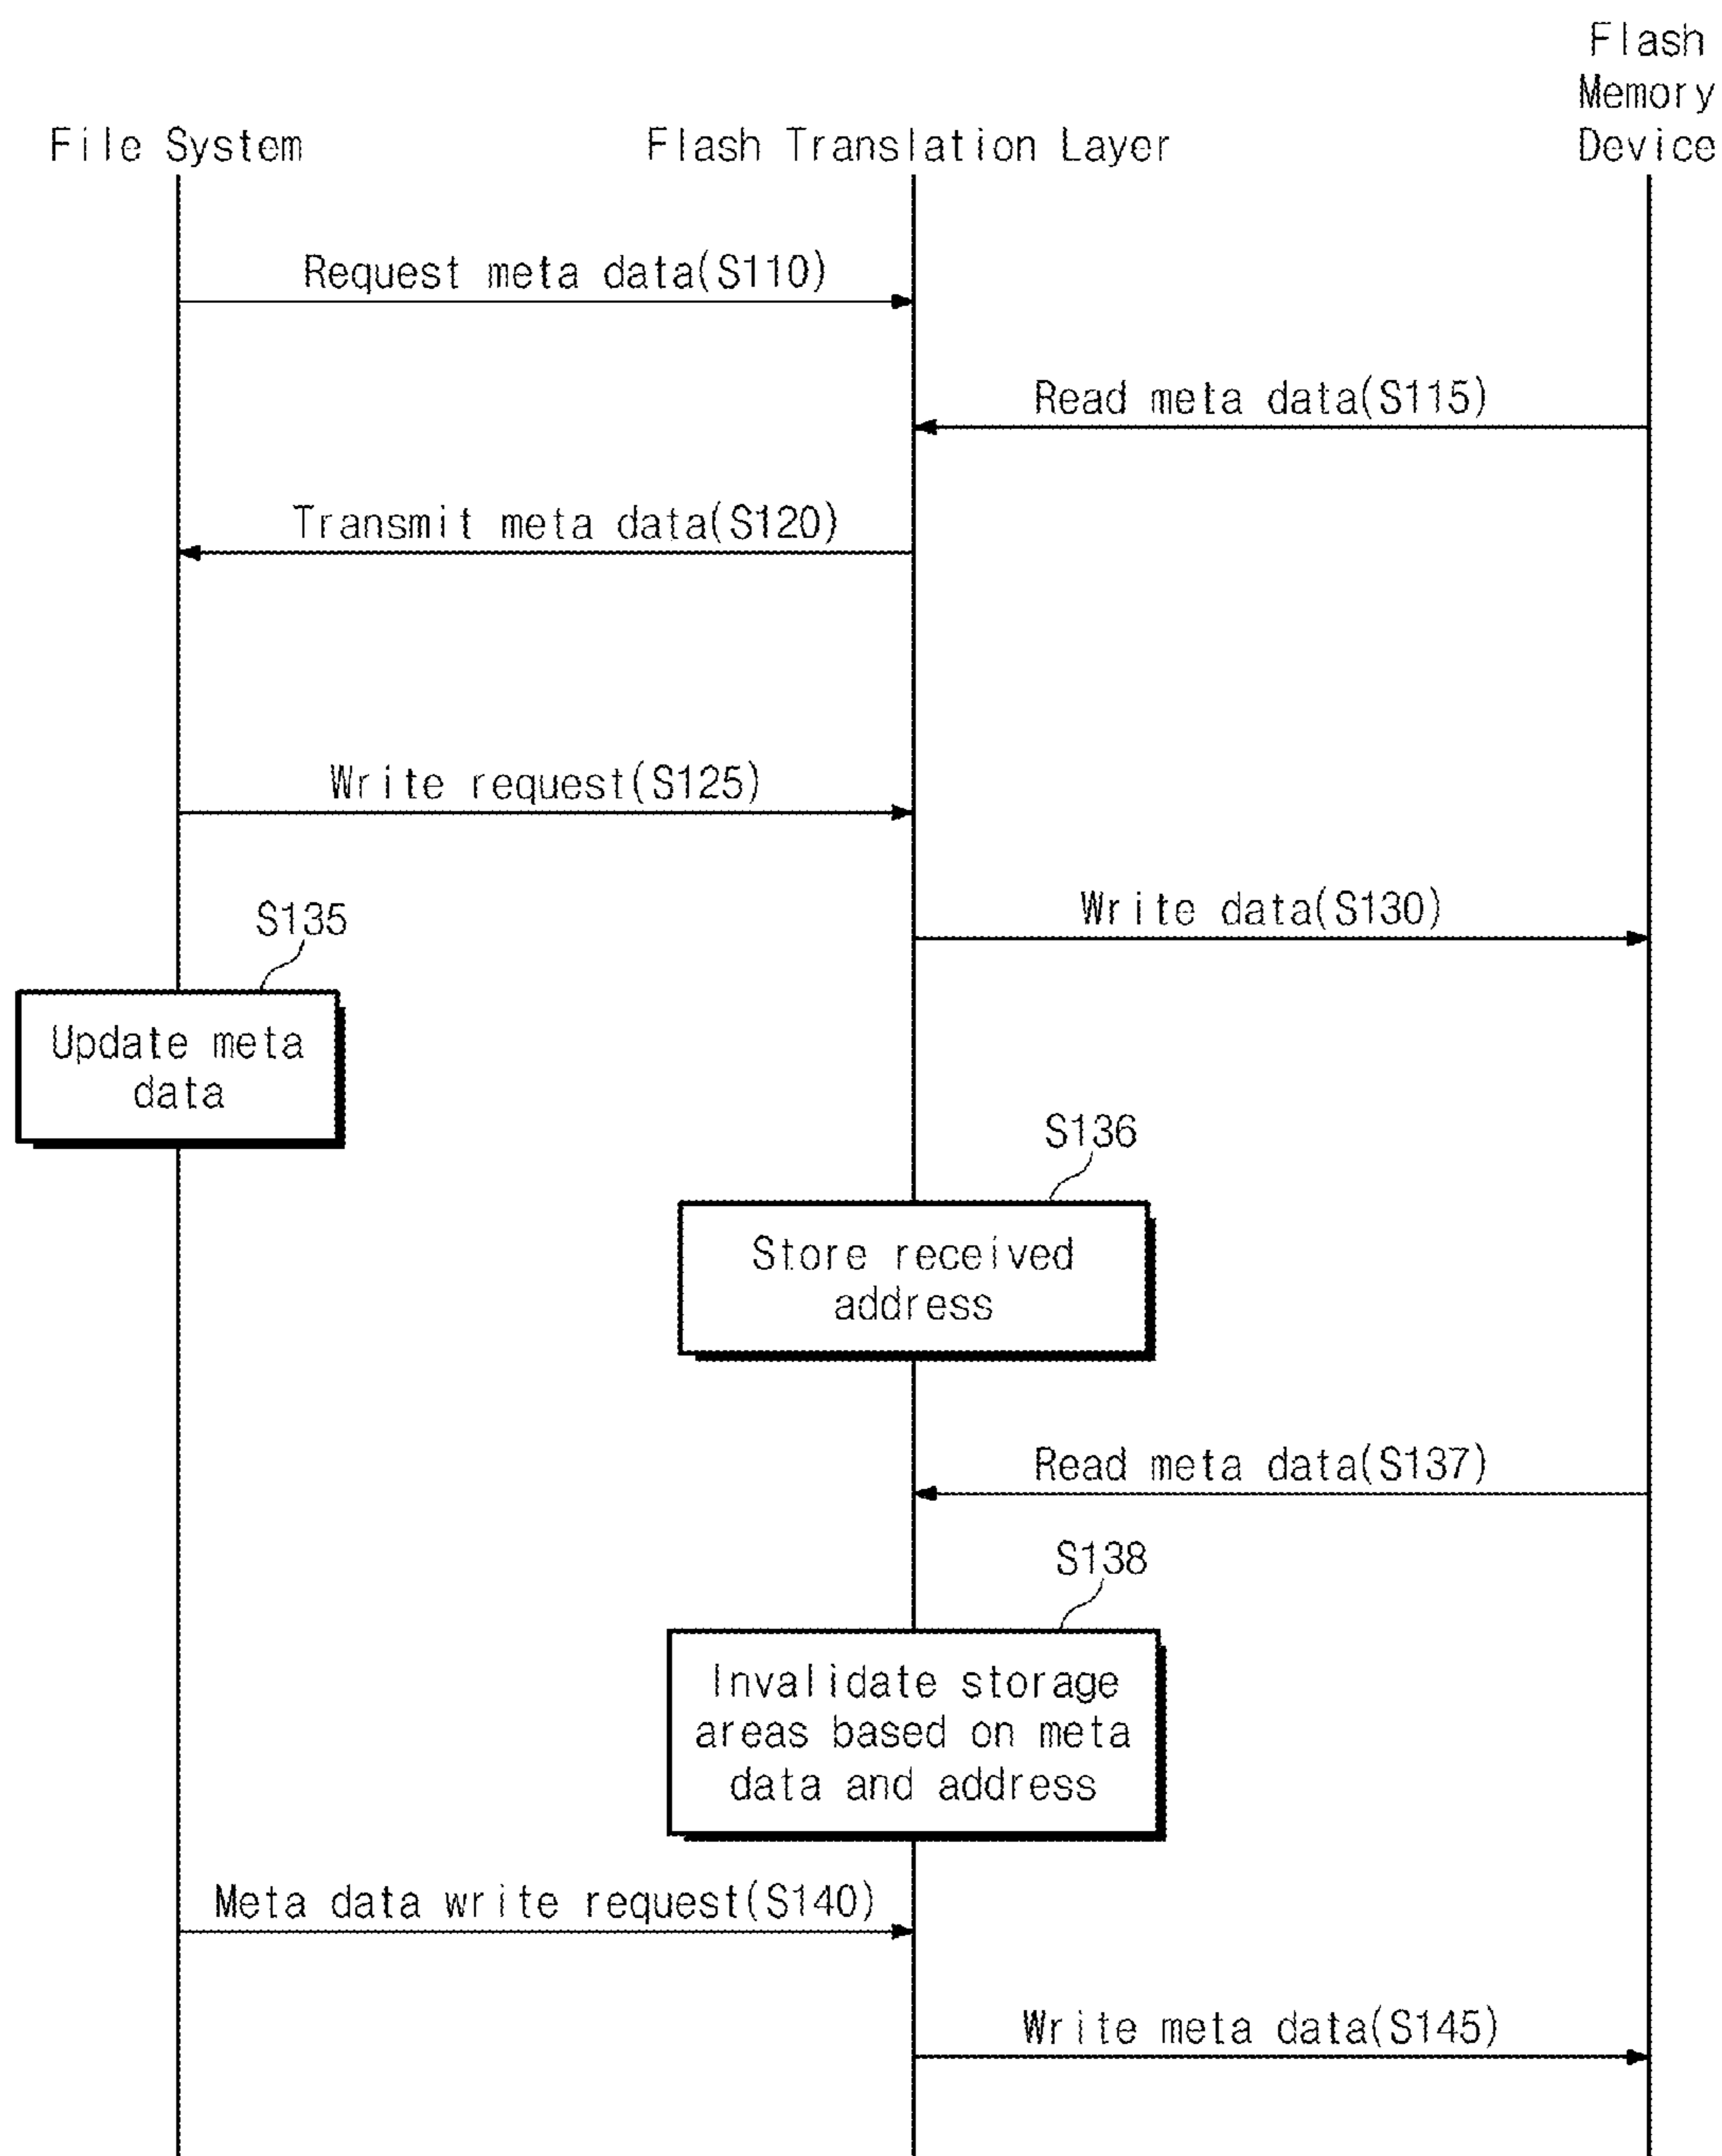 Flash
Memory
File System Flash Translation Layer Device
Request meta data(S110)
Read meta data(S115)
Transmit meta data(S120)
Write request(S125)
Write data(S130)
S135
Update meta
data
S136
Store received
address
Read meta data(S137)
S138
Invalidate storage
areas based on meta
data and address
Meta data write request(S140)
Write meta data(S145)